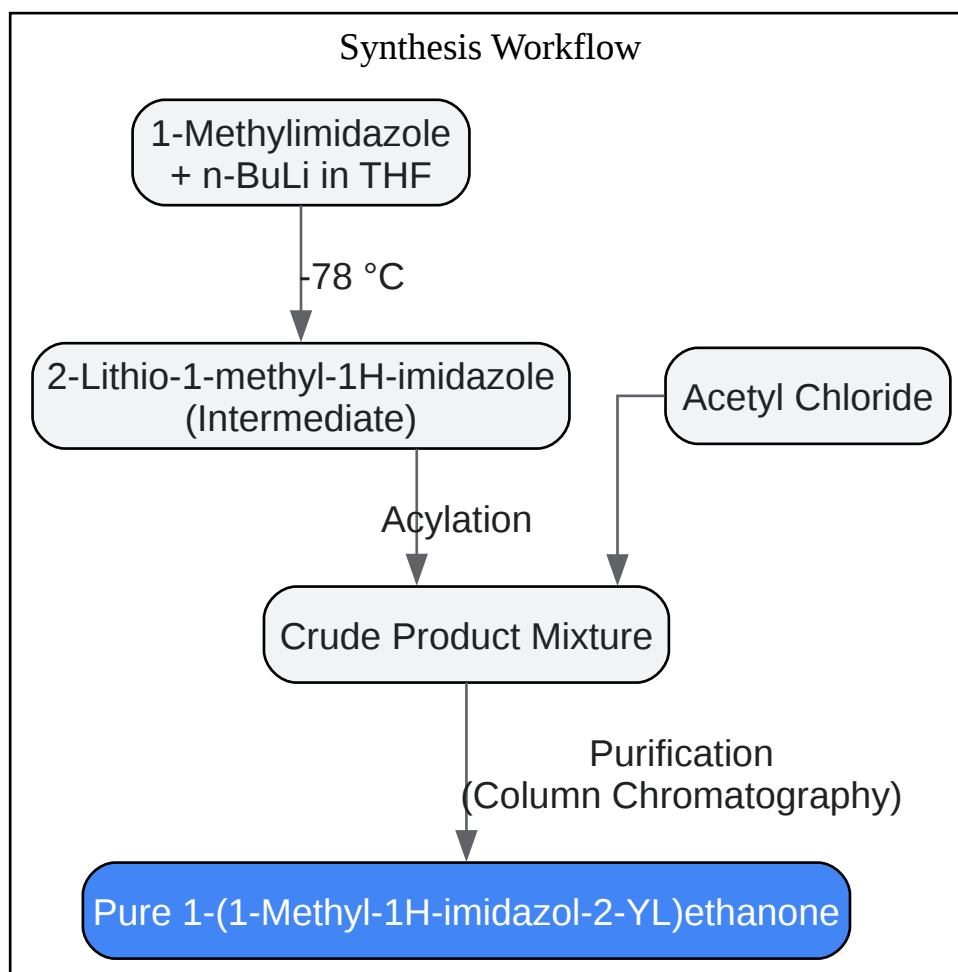 Synthesis Workflow
1-Methylimidazole
+ n-BuLi in THF
-78 °C
2-Lithio-1-methyl-1H-imidazole
(Intermediate)
Acetyl Chloride
Acylation
Crude Product Mixture
Purification
(Column Chromatography)
Pure 1-(1-Methyl-1H-imidazol-2-YL)ethanone